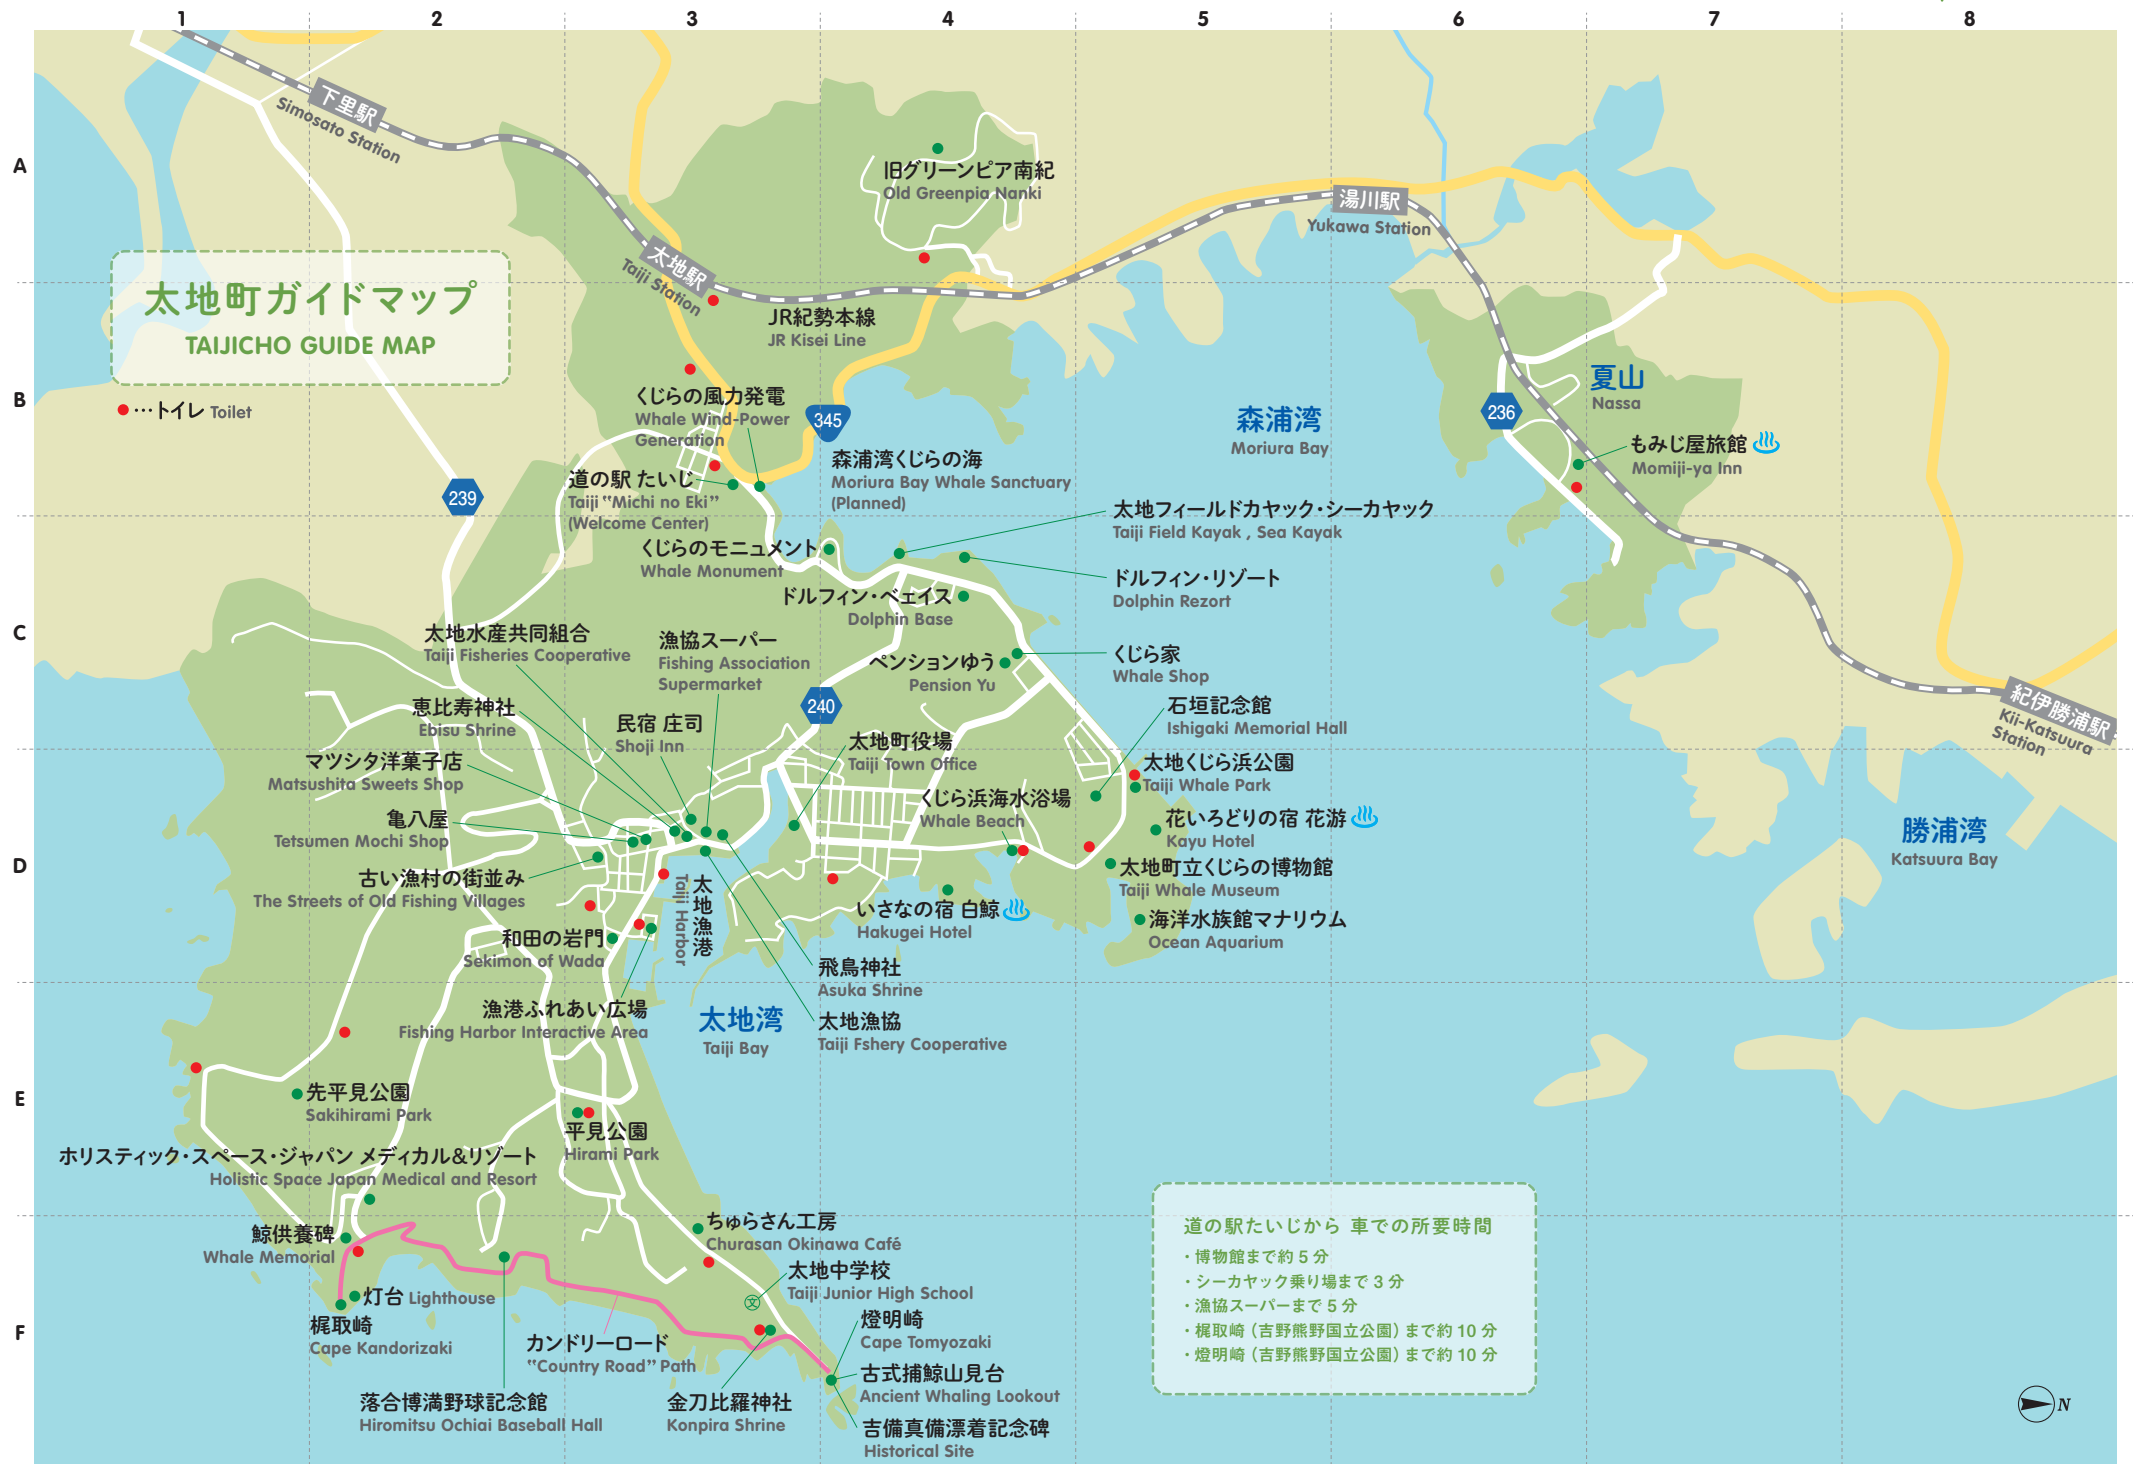 1 2 3 4 5 6 7 8
A
B
C
D
E
F
下里駅
Simosato Station
旧グリーンピア南紀
Old Greenpia Nanki
湯川駅
Yukawa Station
太地駅
Taiji Station
太地町ガイドマップ
TAIJICHO GUIDE MAP
…トイレ Toilet
JR紀勢本線
JR Kisei Line
くじらの風力発電
Whale Wind-Power
Generation
345
森浦湾
Moriura Bay
236
夏山
Nassa
もみじ屋旅館
Momiji-ya Inn
239
道の駅 たいじ
Taiji “Michi no Eki”
(Welcome Center)
森浦湾くじらの海
Moriura Bay Whale Sanctuary
(Planned)
太地フィールドカヤック・シーカヤック
Taiji Field Kayak , Sea Kayak
くじらのモニュメント
Whale Monument
ドルフィン・リゾート
Dolphin Rezort
ドルフィン・ベェイス
Dolphin Base
太地水産共同組合
Taiji Fisheries Cooperative
漁協スーパー
Fishing Association
Supermarket
ペンションゆう
Pension Yu
くじら家
Whale Shop
240
恵比寿神社
Ebisu Shrine
民宿 庄司
Shoji Inn
石垣記念館
Ishigaki Memorial Hall
紀伊勝浦駅
Kii-Katsuura
Station
マツシタ洋菓子店
Matsushita Sweets Shop
太地町役場
Taiji Town Office
太地くじら浜公園
Taiji Whale Park
くじら浜海水浴場
Whale Beach
亀八屋
Tetsumen Mochi Shop
花いろどりの宿 花游
Kayu Hotel
勝浦湾
Katsuura Bay
古い漁村の街並み
The Streets of Old Fishing Villages
太地漁港
Taiji Harbor
太地町立くじらの博物館
Taiji Whale Museum
いさなの宿 白鯨
Hakugei Hotel
海洋水族館マナリウム
Ocean Aquarium
和田の岩門
Sekimon of Wada
飛鳥神社
Asuka Shrine
漁港ふれあい広場
Fishing Harbor Interactive Area
太地湾
Taiji Bay
太地漁協
Taiji Fshery Cooperative
先平見公園
Sakihirami Park
平見公園
Hirami Park
ホリスティック・スペース・ジャパン メディカル&リゾート
Holistic Space Japan Medical and Resort
鯨供養碑
Whale Memorial
ちゅらさん工房
Churasan Okinawa Café
太地中学校
Taiji Junior High School
文
灯台 Lighthouse
梶取崎
Cape Kandorizaki
カンドリーロード
“Country Road” Path
燈明崎
Cape Tomyozaki
古式捕鯨山見台
Ancient Whaling Lookout
落合博満野球記念館
Hiromitsu Ochiai Baseball Hall
金刀比羅神社
Konpira Shrine
吉備真備漂着記念碑
Historical Site
道の駅たいじから 車での所要時間
・博物館まで約 5 分
・シーカヤック乗り場まで 3 分
・漁協スーパーまで 5 分
・梶取崎（吉野熊野国立公園）まで約 10 分
・燈明崎（吉野熊野国立公園）まで約 10 分
N